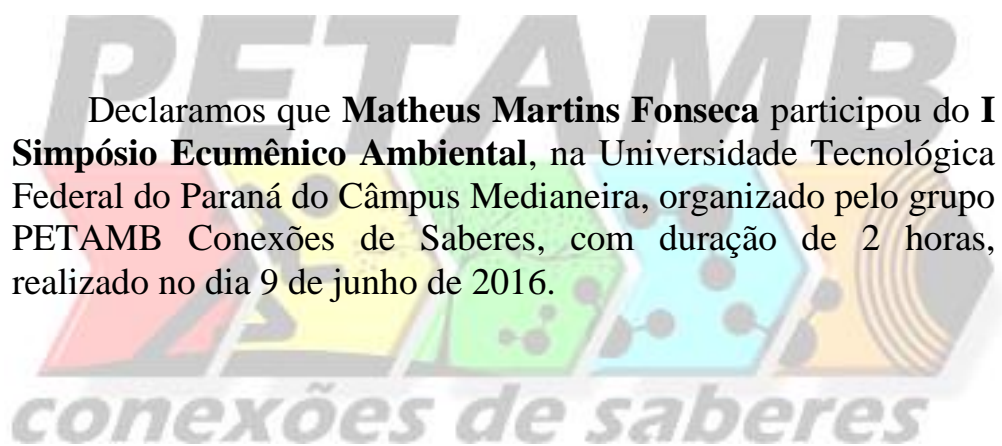 PETAMB
Declaramos que Matheus Martins Fonseca participou do I
Simpósio Ecumênico Ambiental, na Universidade Tecnológica
Federal do Paraná do Câmpus Medianeira, organizado pelo grupo
PETAMB Conexões de Saberes, com duração de 2 horas,
realizado no dia 9 de junho de 2016.
conexões de saberes